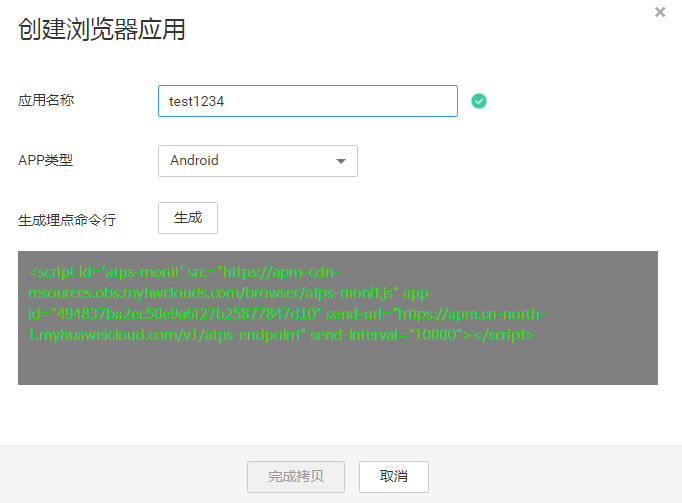 创建浏览器应用
应用名称
test1234
APP类型
Android
生成埋点命令行
生成
<script id="atps-monit" src="https://apm-cdn-
resources.obs.myhwclouds.com/browser/atps-monit.js" app-
send-url="https://apm.cn-north-
1.myhuaweicloud.com/v1/atps-endpoint" send-interval="10000"></script>
完成拷贝
取消